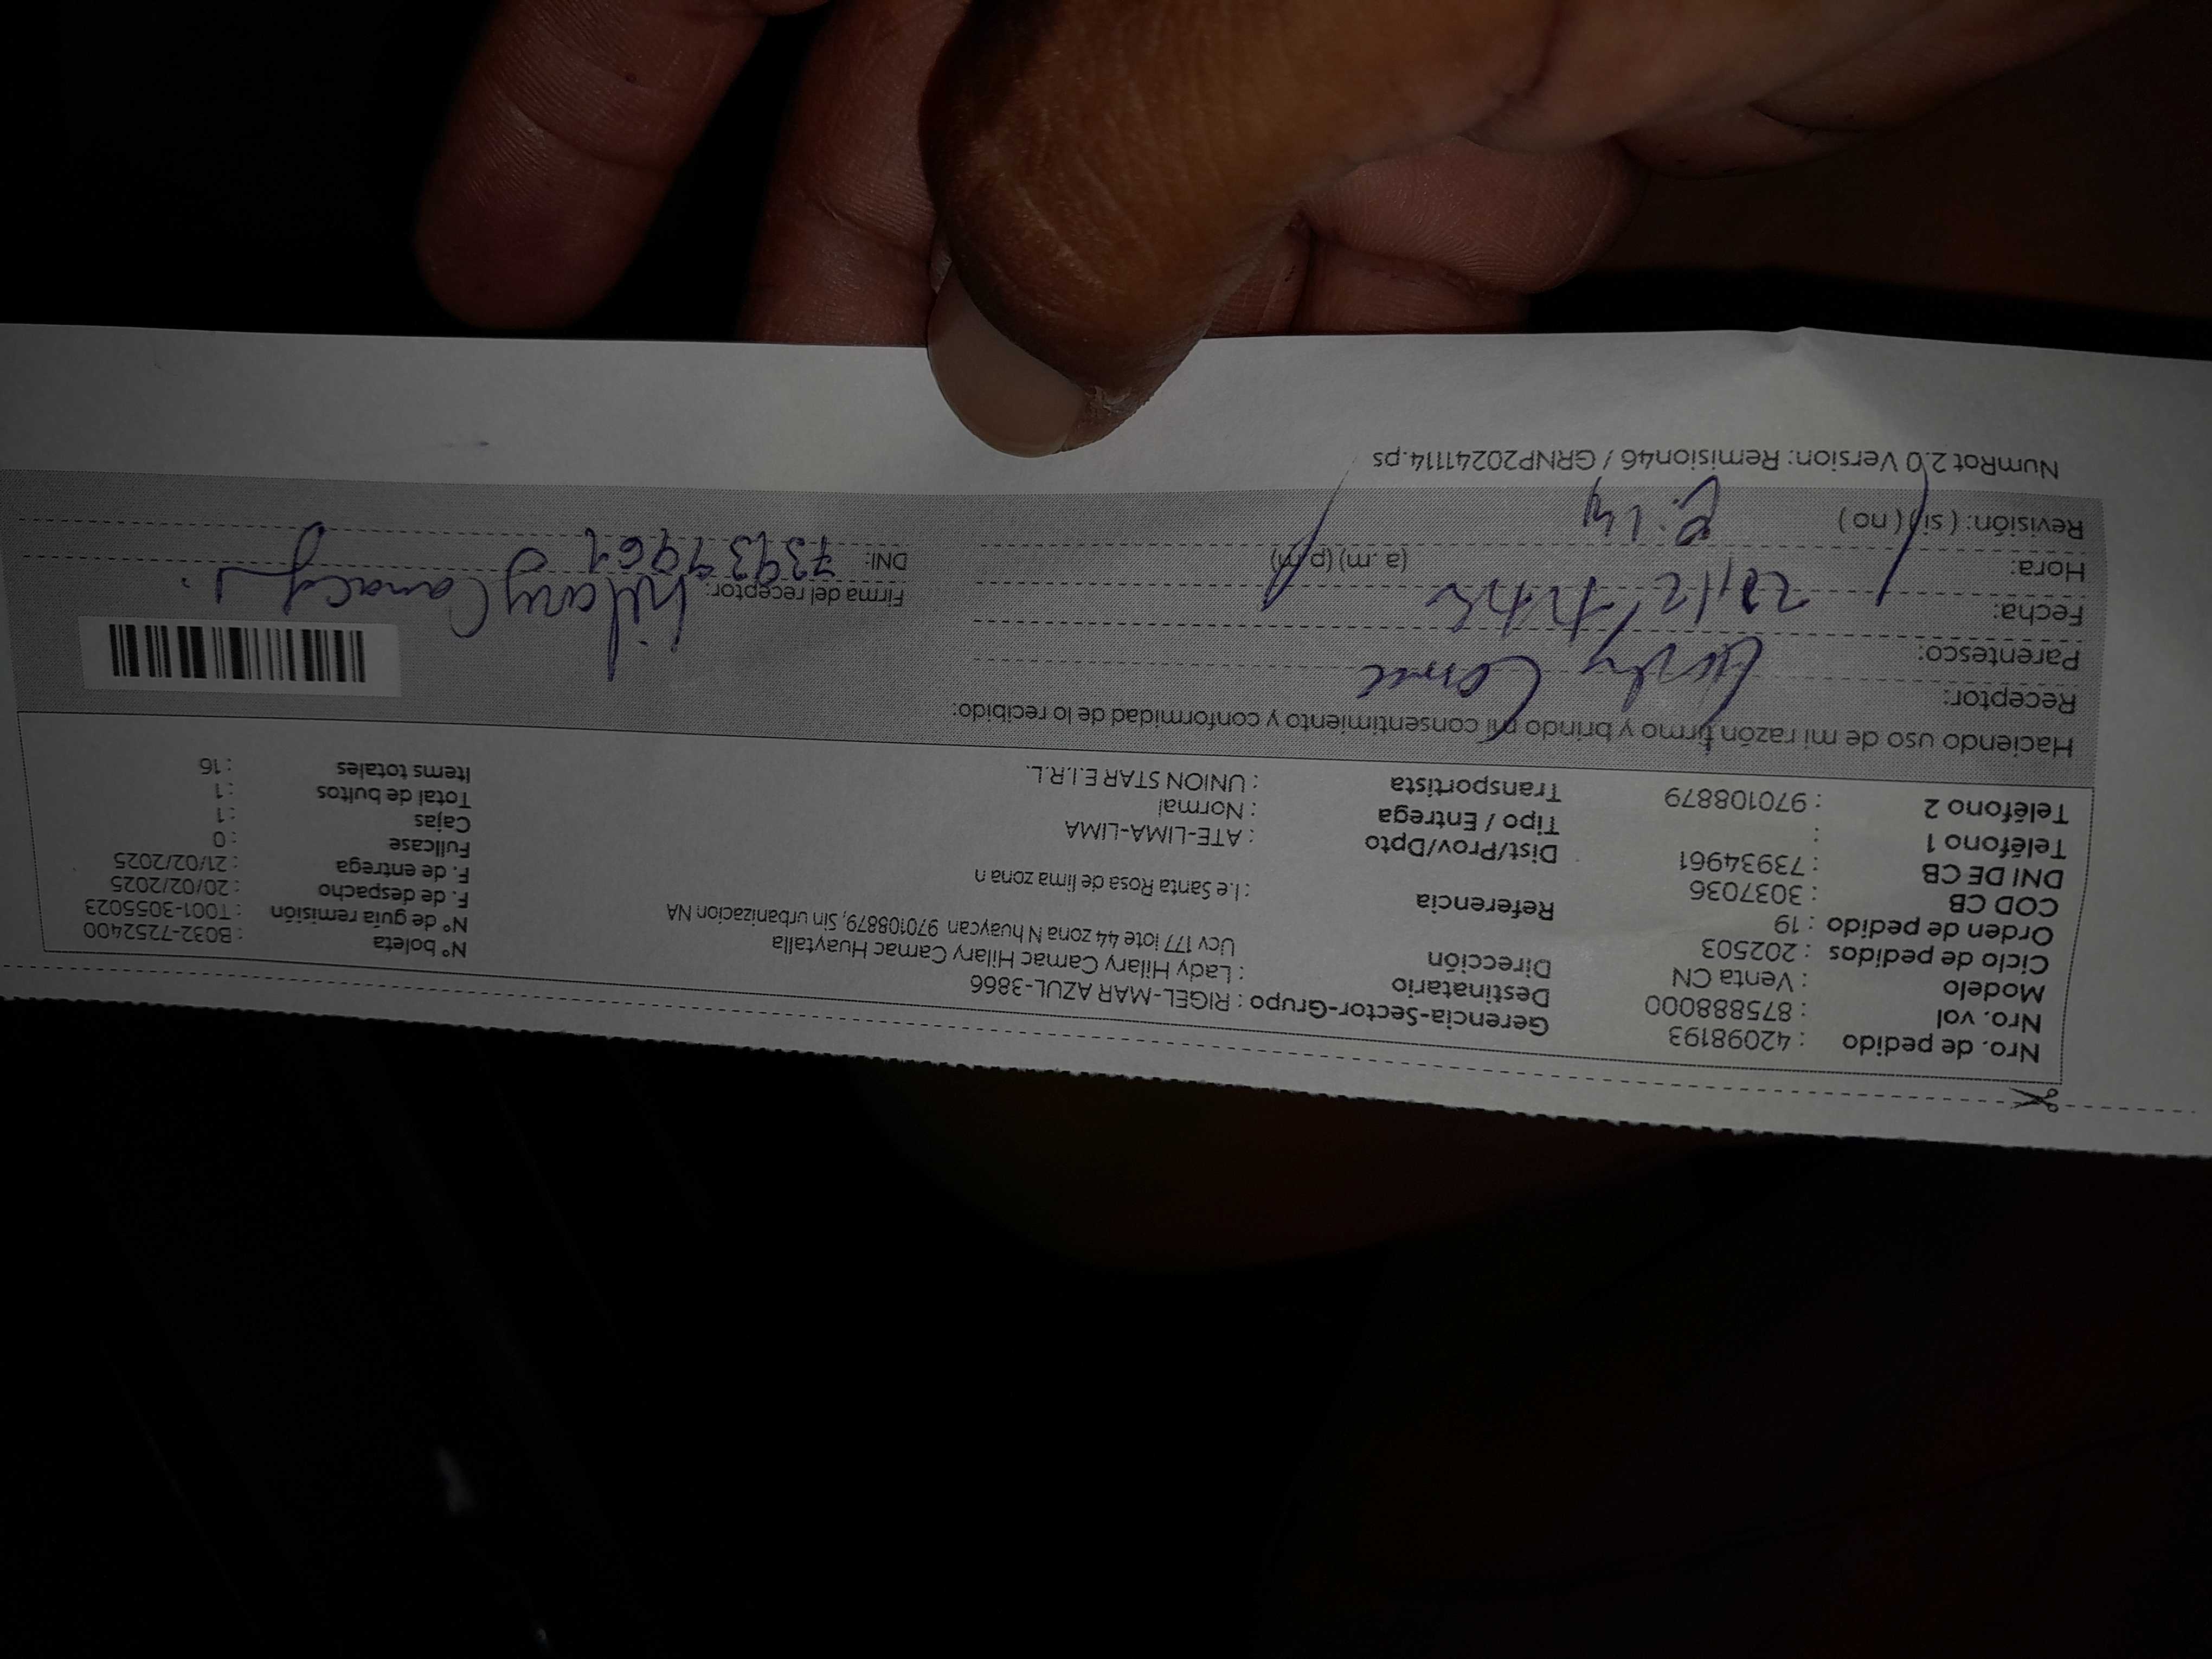 Nro. de pedido : 42098193
Nro. vol : 875888000
Modelo : Venta CN
Ciclo de pedidos : 202503
Orden de pedido : 19
COD CB : 3037036
DNI DE CB : 73934961
Teléfono 1 :
Teléfono 2 : 970108879
Gerencia-Sector-Grupo : RIGEL-MAR AZUL-3866
Destinatario : Lady Hilary Camac Hilary Camac Huaytalla
Dirección Ucv 177 lote 44 zona N huaycan 970108879, Sin urbanizacion NA
Referencia : I.e Santa Rosa de lima zona n
Dist/Prov/Dpto : ATE-LIMA-LIMA
Tipo / Entrega : Normal
Transportista : UNION STAR E.I.R.L.
N° boleta : B032-7252400
N° de guía remisión : T001-3055023
F. de despacho : 20/02/2025
F. de entrega : 21/02/2025
Fullcase : 0
Cajas : 1
Total de bultos : 1
Items totales : 16
Haciendo uso de mi razón firmo y brindo mi consentimiento y conformidad de lo recibido:
Receptor:
Parentesco:
Fecha:
Hora: (a. m) (p. m)
Revisión: ( si ) ( no )
Firma del receptor: Hilary
DNI:
NumRot 2.0 Version: Remision46 / GRNP20241114.ps